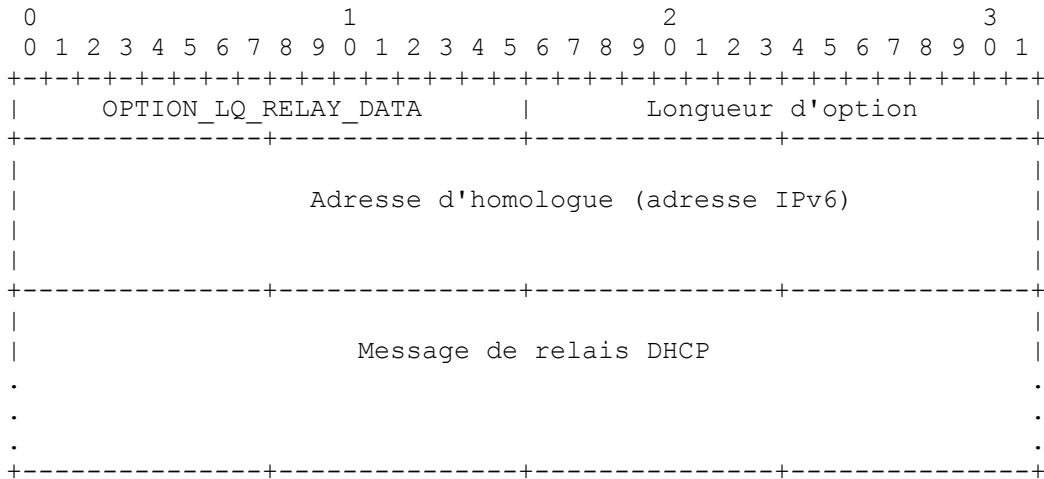 0                   1                   2                   3
 0 1 2 3 4 5 6 7 8 9 0 1 2 3 4 5 6 7 8 9 0 1 2 3 4 5 6 7 8 9 0 1
+-+-+-+-+-+-+-+-+-+-+-+-+-+-+-+-+-+-+-+-+-+-+-+-+-+-+-+-+-+-+-+-+
|     OPTION_LQ_RELAY_DATA      |       Longueur d'option       |
+---------------+---------------+---------------+---------------+
|                                                               |
|                  Adresse d'homologue (adresse IPv6)           |
|                                                               |
|                                                               |
+---------------+---------------+---------------+---------------+
|                                                               |
|                     Message de relais DHCP                    |
.                                                               .
.                                                               .
.                                                               .
+---------------+---------------+---------------+---------------+